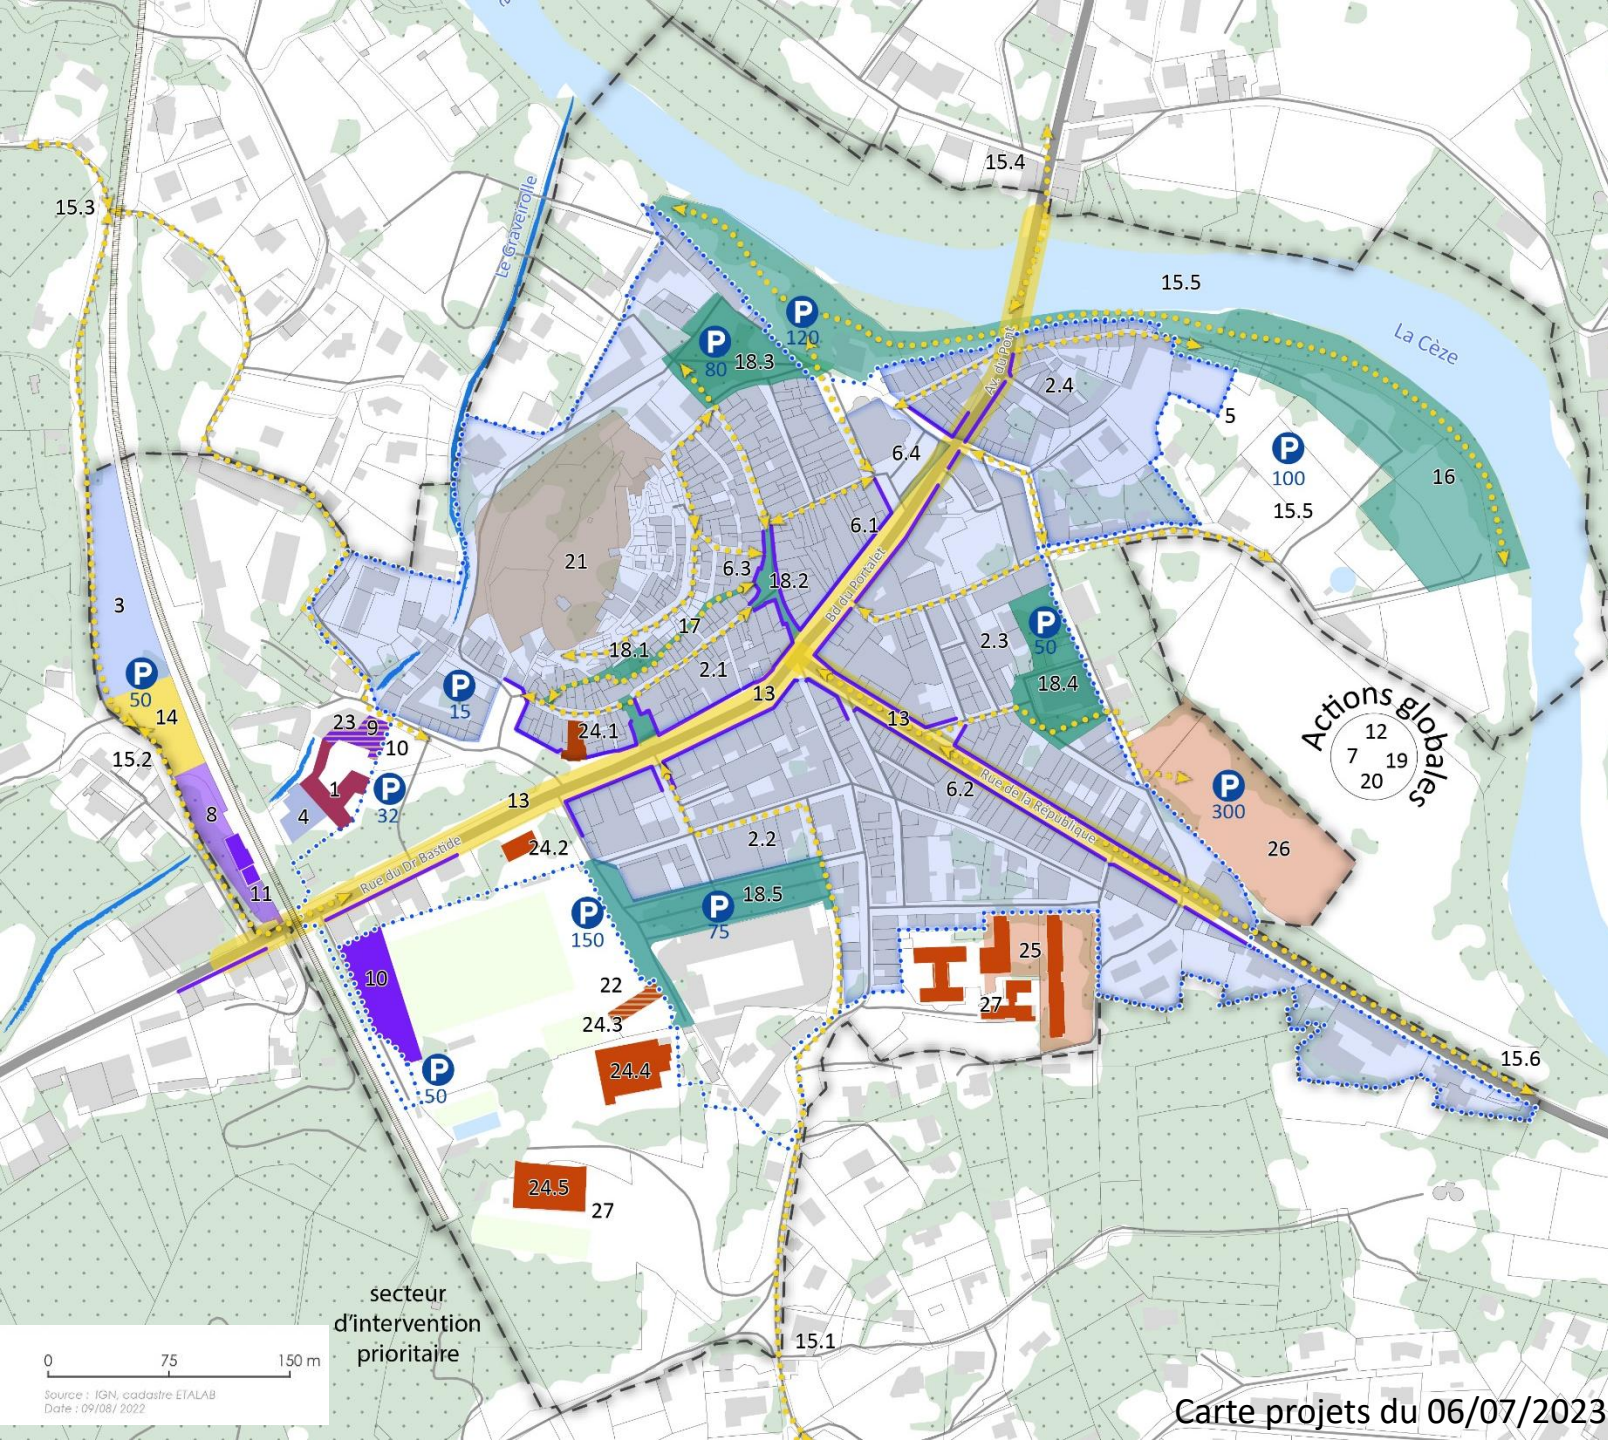 15.4
15.3
Le Graveirolle
15.5
La Cèze
P
120
P
80
18.3
Av. du Pont
2.4
5
6.4
P
100
16
15.5
6.1
21
6.3
18.2
Bd du Portalet
3
17
18.1
2.1
2.3
P
50
18.4
P
50
14
P
15
13
13
Actions globales
12
7
19
20
23
9
10
24.1
15.2
1
P
32
4
8
13
6.2
Rue de la République
P
300
26
Rue du Dr Bastide
24.2
2.2
11
18.5
P
150
P
75
10
22
25
27
24.3
24.4
P
50
15.6
24.5
27
secteur
d'intervention
prioritaire
15.1
0 75 150 m
Source : IGN, cadastre ETALAB
Date : 09/08/ 2022
Carte projets du 06/07/2023